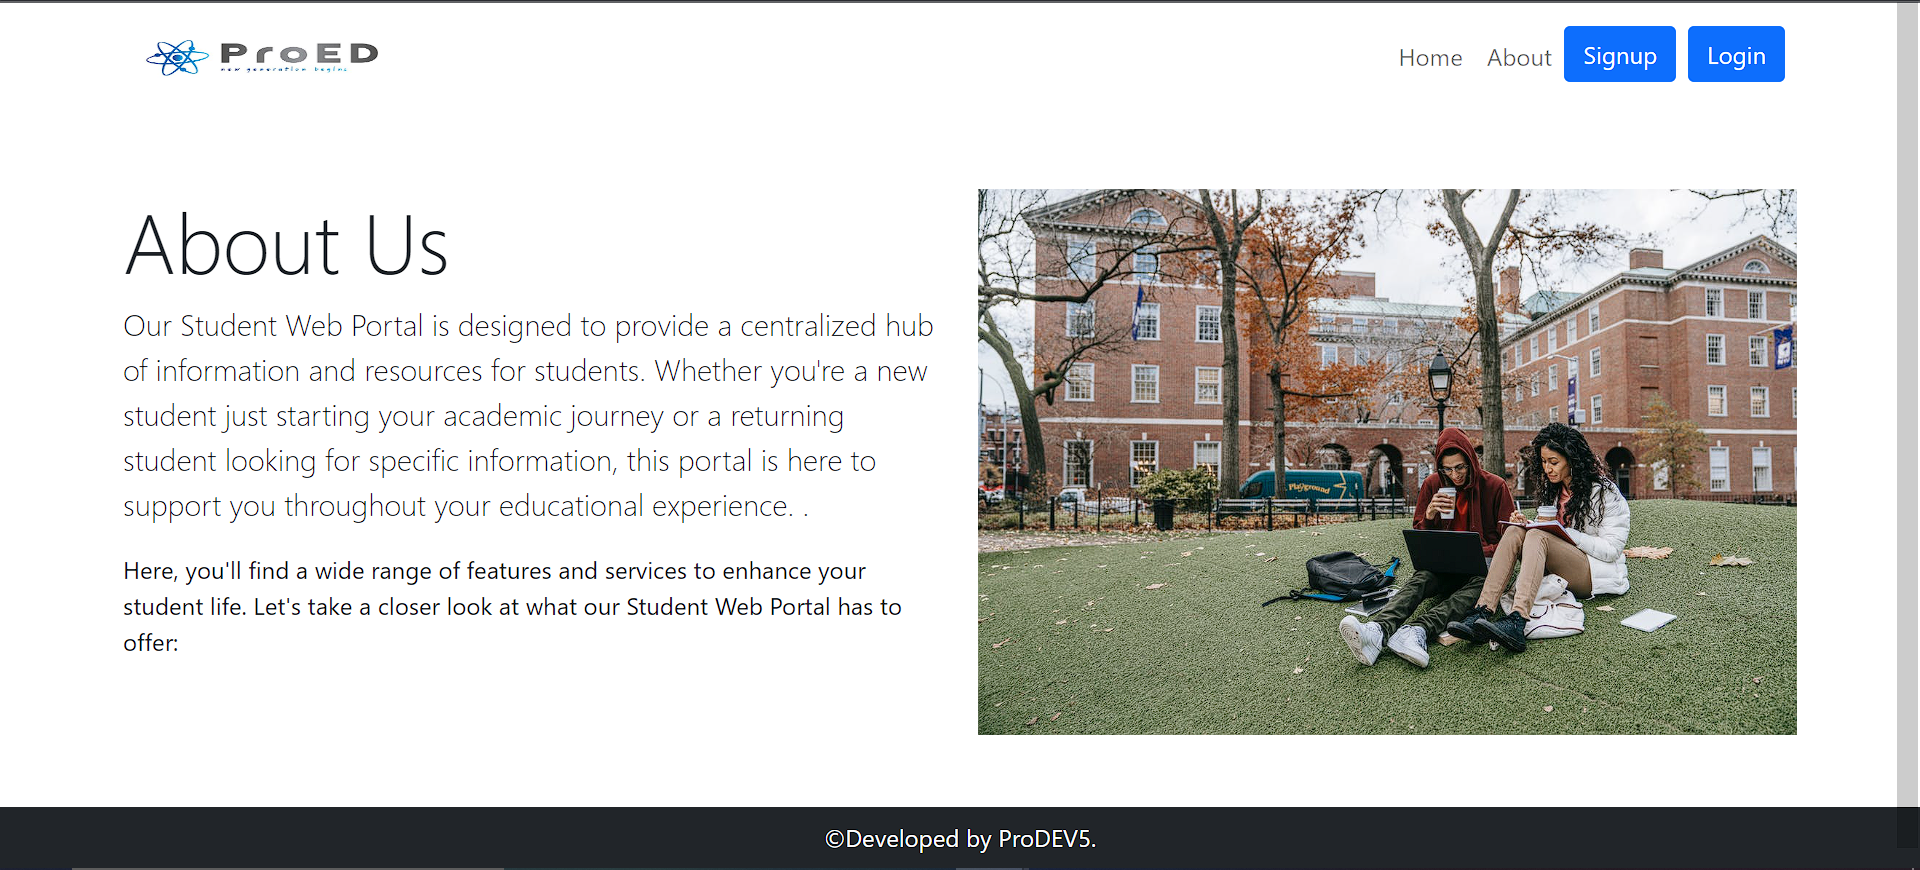 ProED
new generation begins
Home About Signup Login
About Us
Our Student Web Portal is designed to provide a centralized hub
of information and resources for students. Whether you're a new
student just starting your academic journey or a returning
student looking for specific information, this portal is here to
support you throughout your educational experience. .
Here, you'll find a wide range of features and services to enhance your
student life. Let's take a closer look at what our Student Web Portal has to
offer:
Playground
©Developed by ProDEV5.